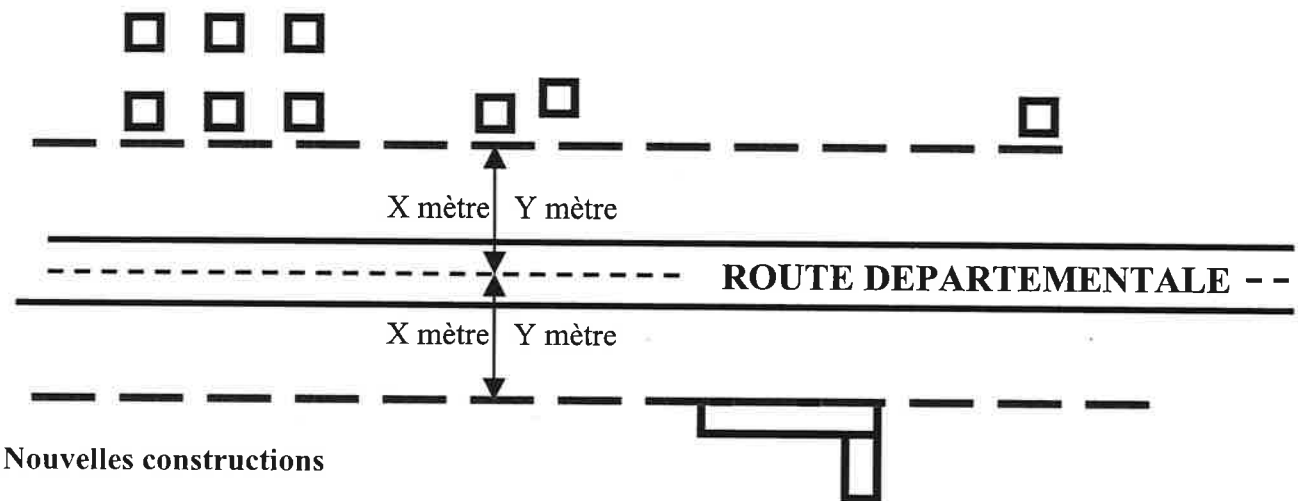 X mètre Y mètre
ROUTE DEPARTEMENTALE
X mètre Y mètre
Nouvelles constructions